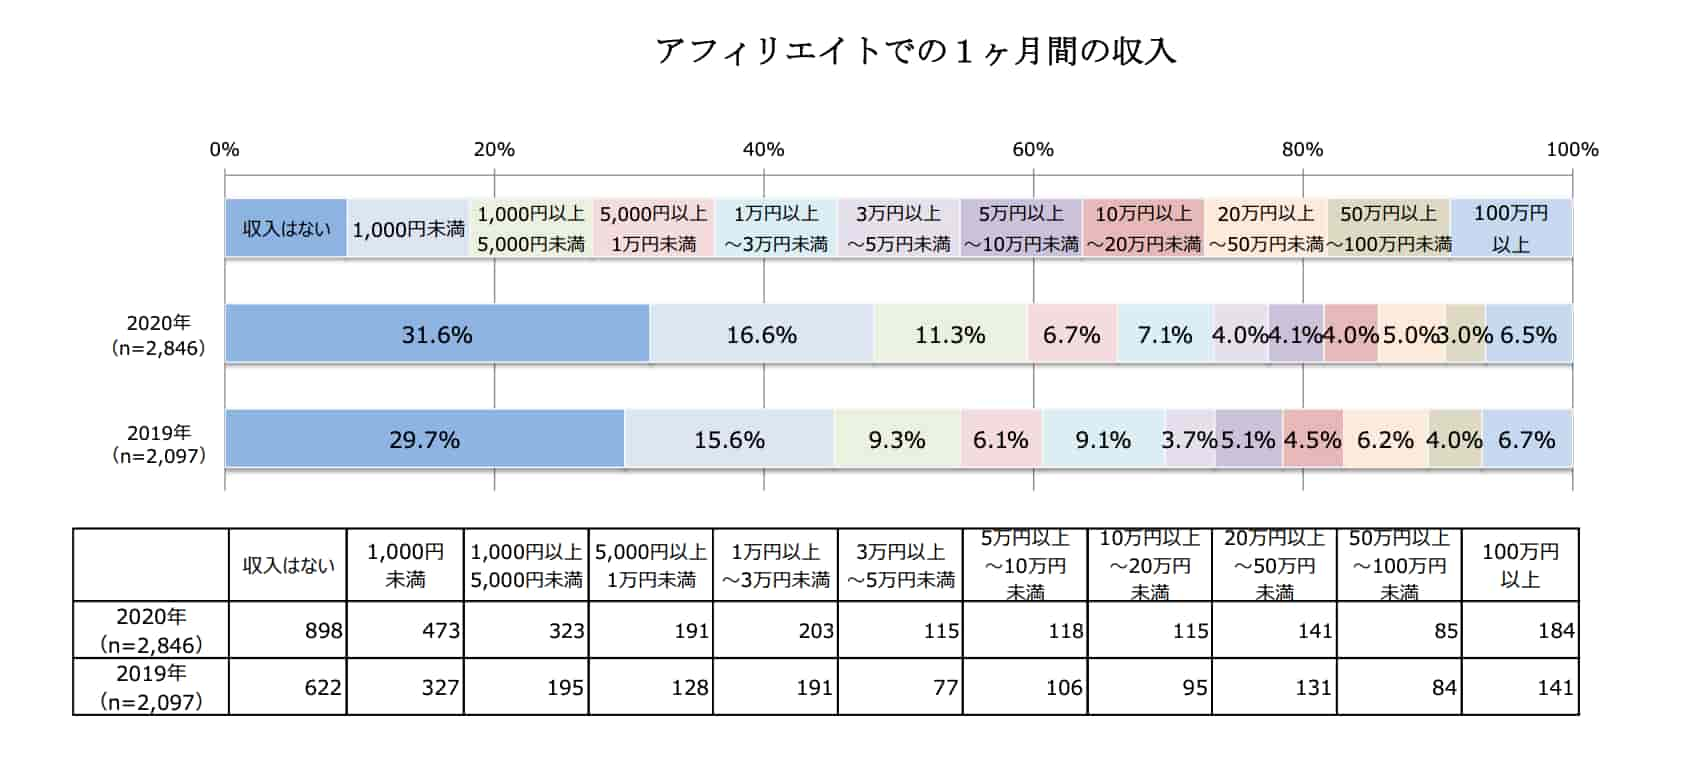 アフィリエイトでの１ヶ月間の収入
0% 20% 40% 60% 80% 100%
収入はない 1,000円未満 1,000円以上 5,000円未満 5,000円以上 1万円未満 1万円以上 ～3万円未満 3万円以上 ～5万円未満 5万円以上 ～10万円未満 10万円以上 ～20万円未満 20万円以上 ～50万円未満 50万円以上 ～100万円未満 100万円 以上
2020年
（n=2,846）
31.6% 16.6% 11.3% 6.7% 7.1% 4.0% 4.1% 4.0% 5.0% 3.0% 6.5%
2019年
（n=2,097）
29.7% 15.6% 9.3% 6.1% 9.1% 3.7% 5.1% 4.5% 6.2% 4.0% 6.7%
収入はない 1,000円 未満 1,000円以上 5,000円未満 5,000円以上 1万円未満 1万円以上 ～3万円未満 3万円以上 ～5万円未満 5万円以上 ～10万円 未満 10万円以上 ～20万円 未満 20万円以上 ～50万円 未満 50万円以上 ～100万円 未満 100万円 以上
2020年
（n=2,846）
898 473 323 191 203 115 118 115 141 85 184
2019年
（n=2,097）
622 327 195 128 191 77 106 95 131 84 141